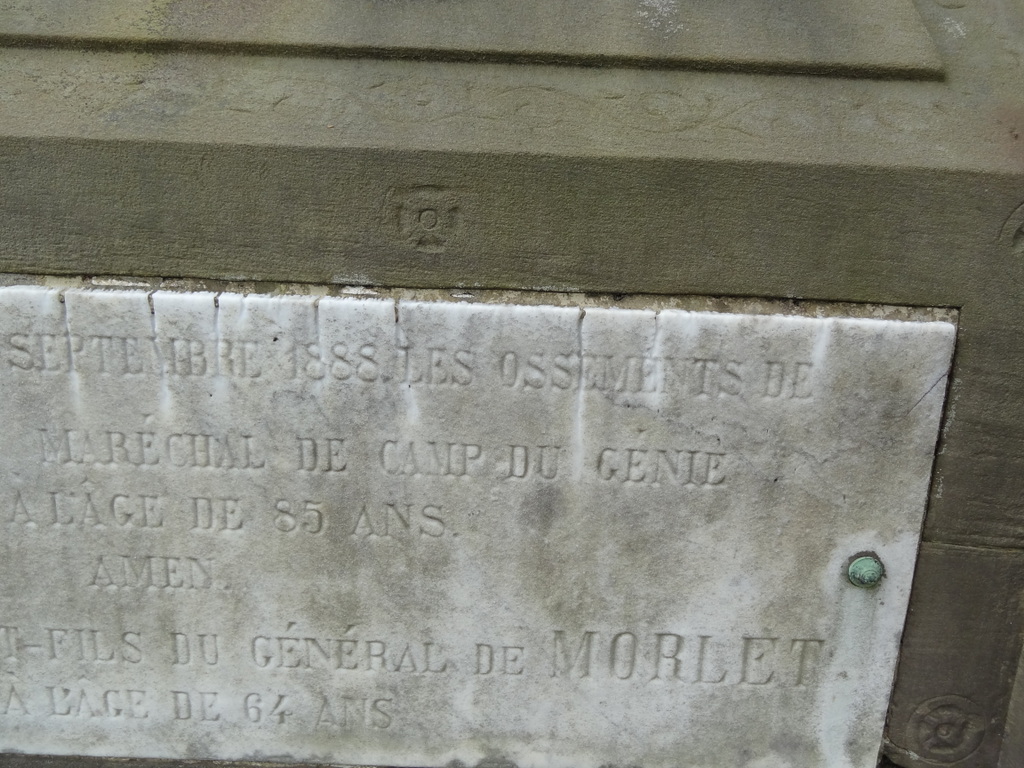 SEPTEMBRE 1888. LES OSSEMENTS DE
MARÉCHAL DE CAMP DU GÉNIE
A L'ÂGE DE 85 ANS.
AMEN.
T-FILS DU GÉNÉRAL DE MORLET
À L'ÂGE DE 64 ANS